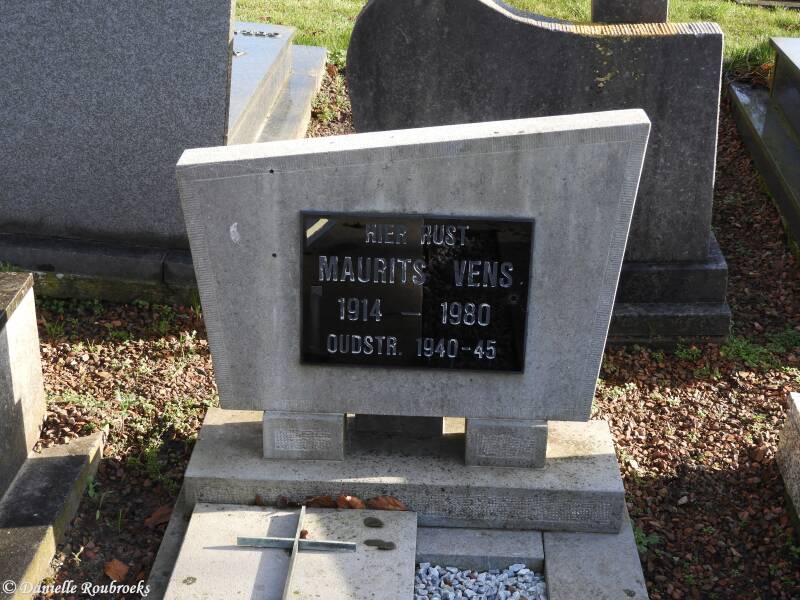 HIER RUST
MAURITS VENS
1914 - 1980
OUDSTR. 1940-45
© Danielle Roubroeks